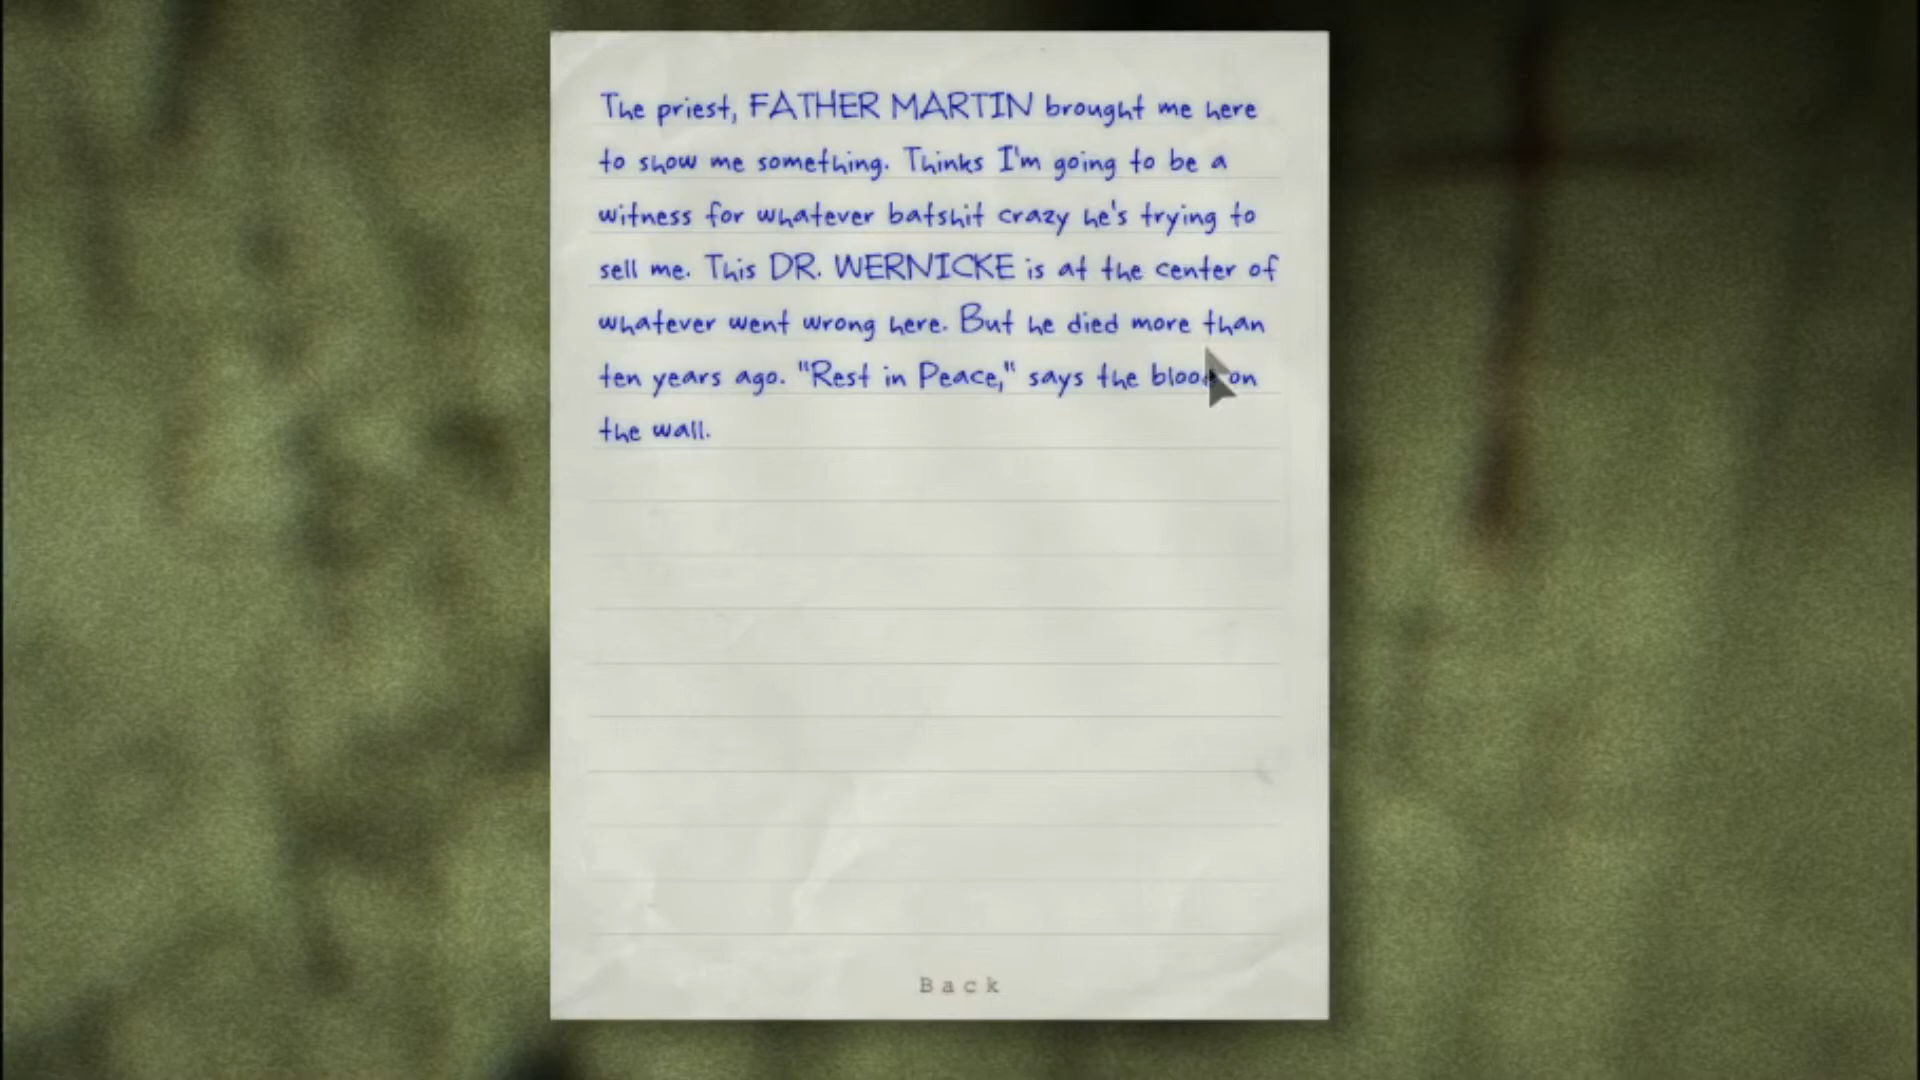 The priest, FATHER MARTIN brought me here
to show me something. Thinks I'm going to be a
witness for whatever batshit crazy he's trying to
sell me. This DR. WERNICKE is at the center of
whatever went wrong here. But he died more than
ten years ago. "Rest in Peace," says the blood on
the wall.
Back